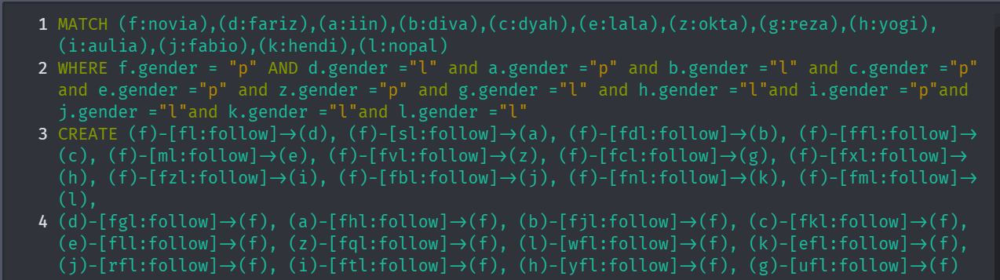 1 MATCH (f:novia),(d:fariz),(a:iin),(b:diva),(c:dyah),(e:lala),(z:okta),(g:reza),(h:yogi),
(i:aulia),(j:fabio),(k:hendi),(l:nopal)
2 WHERE f.gender = "p" AND d.gender ="l" and a.gender ="p" and b.gender ="l" and c.gender ="p"
and e.gender ="p" and z.gender ="p" and g.gender ="l" and h.gender ="l"and i.gender ="p"and
j.gender ="l"and k.gender ="l"and l.gender ="l"
3 CREATE (f)-[fl:follow]→(d), (f)-[sl:follow]→(a), (f)-[fdl:follow]→(b), (f)-[ffl:follow]→
(c), (f)-[ml:follow]→(e), (f)-[fvl:follow]→(z), (f)-[fcl:follow]→(g), (f)-[fxl:follow]→
(h), (f)-[fzl:follow]→(i), (f)-[fbl:follow]→(j), (f)-[fnl:follow]→(k), (f)-[fml:follow]→
(l),
4 (d)-[fgl:follow]→(f), (a)-[fhl:follow]→(f), (b)-[fjl:follow]→(f), (c)-[fkl:follow]→(f),
(e)-[fll:follow]→(f), (z)-[fql:follow]→(f), (l)-[wfl:follow]→(f), (k)-[efl:follow]→(f),
(j)-[rfl:follow]→(f), (i)-[ftl:follow]→(f), (h)-[yfl:follow]→(f), (g)-[ufl:follow]→(f)